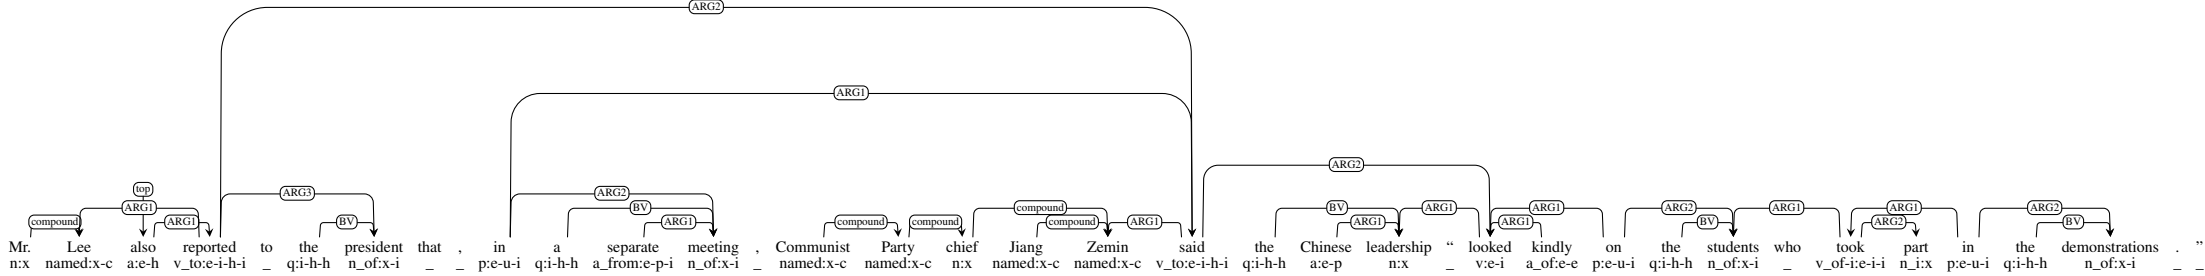 ARG2
ARG1
ARG2
top ARG3 ARG2
ARG1 BV compound BV ARG1 ARG2 ARG1 ARG1 ARG2
compound ARG1 BV ARG1 compound compound compound ARG1 ARG1 ARG1 BV ARG2 BV
Mr. Lee also reported to the president that , in a separate meeting , Communist Party chief Jiang Zemin said the Chinese leadership “ looked kindly on the students who took part in the demonstrations . ”
n:x named:x-c a:e-h v_to:e-i-h-i _ q:i-h-h n_of:x-i _ _ p:e-u-i q:i-h-h a_from:e-p-i n_of:x-i _ named:x-c named:x-c n:x named:x-c named:x-c v_to:e-i-h-i q:i-h-h a:e-p n:x _ v:e-i a_of:e-e p:e-u-i q:i-h-h n_of:x-i _ v_of-i:e-i-i n_i:x p:e-u-i q:i-h-h n_of:x-i _ _